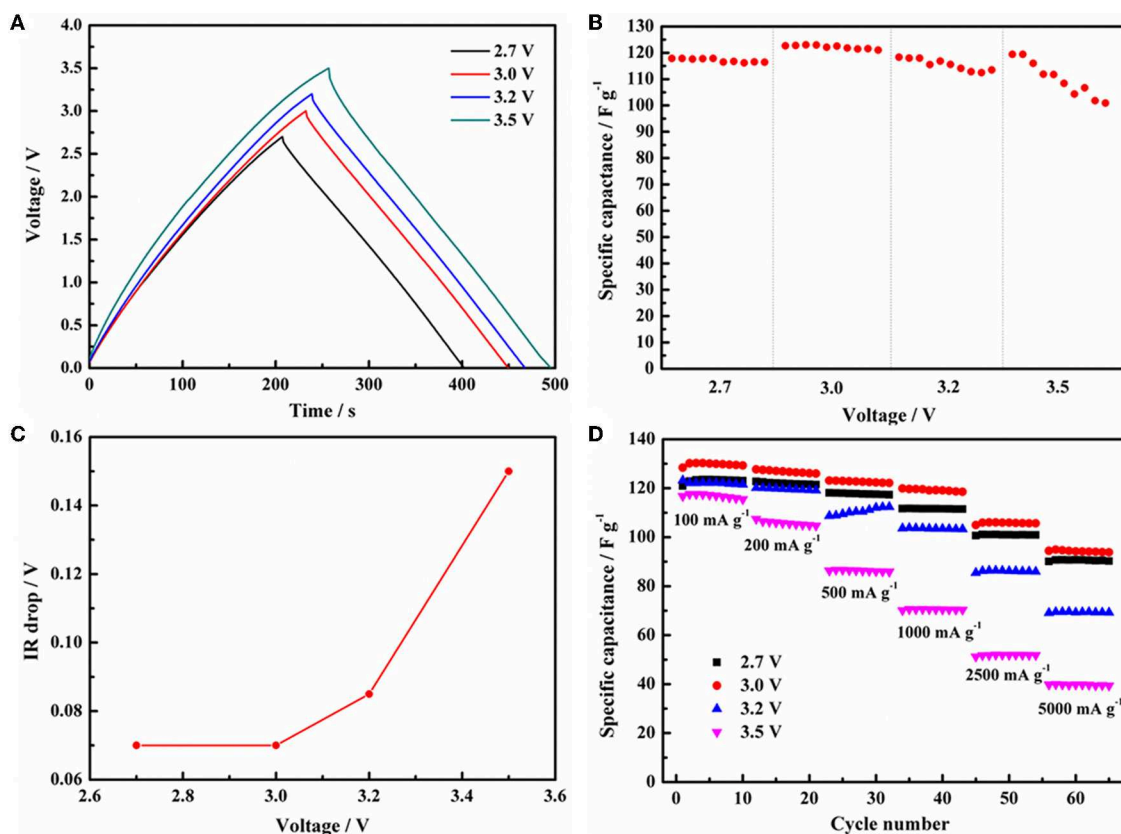 A
4.0
3.5
3.0
2.5
2.0
1.5
1.0
0.5
0.0
Voltage / V
2.7 V
3.0 V
3.2 V
3.5 V
0 100 200 300 400 500
Time / s
B
130
120
110
100
90
80
70
60
50
40
30
20
10
0
Specific capactance / F g⁻¹
2.7 3.0 3.2 3.5
Voltage / V
C
0.16
0.14
0.12
0.10
0.08
0.06
IR drop / V
2.6 2.8 3.0 3.2 3.4 3.6
Voltage / V
D
140
120
100
80
60
40
20
0
Specific capacitance / F g⁻¹
100 mA g⁻¹
200 mA g⁻¹
500 mA g⁻¹
1000 mA g⁻¹
2500 mA g⁻¹
5000 mA g⁻¹
2.7 V
3.0 V
3.2 V
3.5 V
0 10 20 30 40 50 60
Cycle number